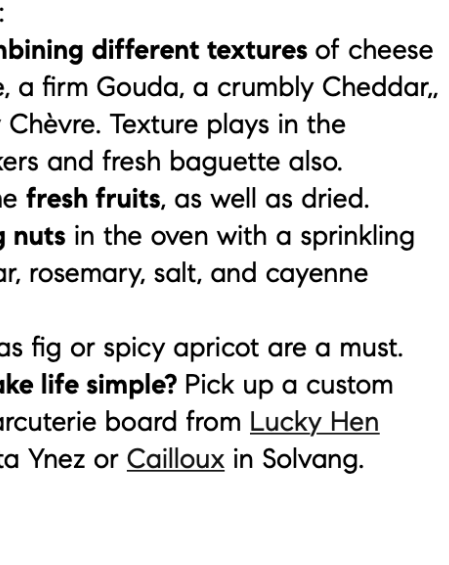 :
nbining different textures of cheese
e, a firm Gouda, a crumbly Cheddar,,
Chèvre. Texture plays in the
kers and fresh baguette also.
ne fresh fruits, as well as dried.
g nuts in the oven with a sprinkling
ar, rosemary, salt, and cayenne
as fig or spicy apricot are a must.
ake life simple? Pick up a custom
arcuterie board from Lucky Hen
ta Ynez or Cailloux in Solvang.